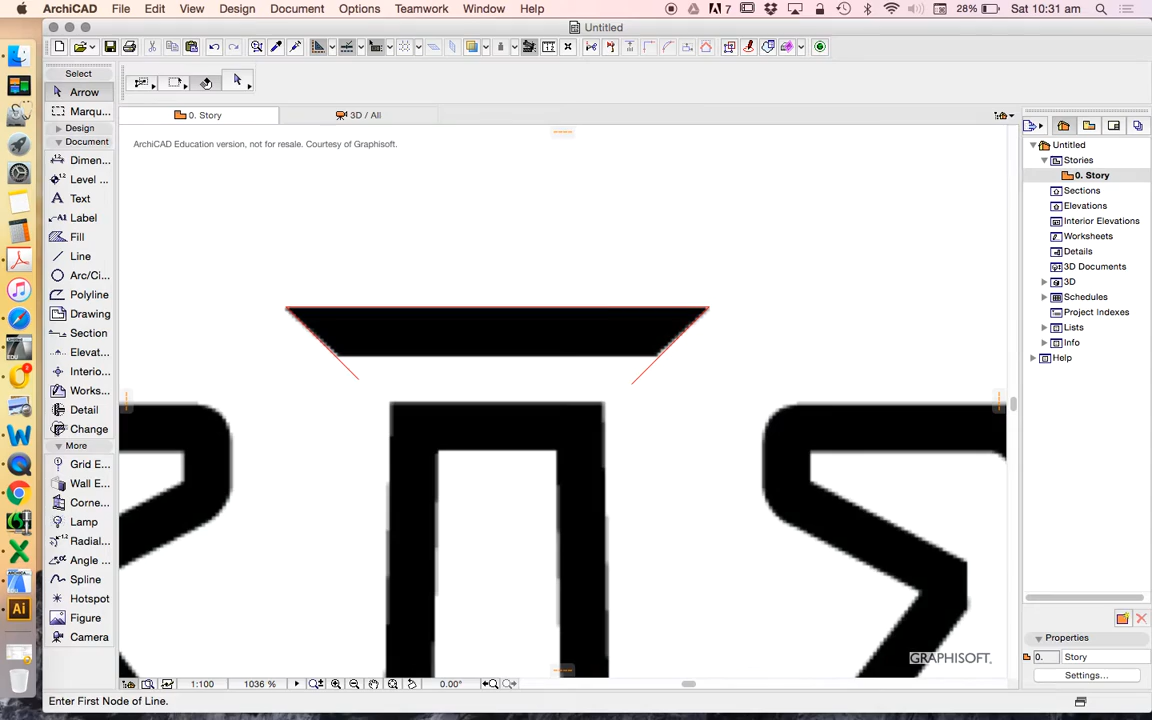 ArchiCAD File Edit View Design Document Options Teamwork Window Help
7 28% Sat 10:31 am
Untitled
Select
Arrow
Marqu...
Design
Document
Dimen...
Level ...
Text
A1 Label
Fill
Line
Arc/Ci...
Polyline
Drawing
Section
Elevat...
Interio...
Works...
Detail
Change
More
Grid E...
Wall E...
Corne...
Lamp
Radial...
Angle ...
Spline
Hotspot
Figure
Camera
0. Story
3D / All
ArchiCAD Education version, not for resale. Courtesy of Graphisoft.
GRAPHISOFT.
Untitled
Stories
0. Story
Sections
Elevations
Interior Elevations
Worksheets
Details
3D Documents
3D
Schedules
Project Indexes
Lists
Info
Help
Properties
0. Story
Settings...
1:100 1036 % 0.00°
Enter First Node of Line.